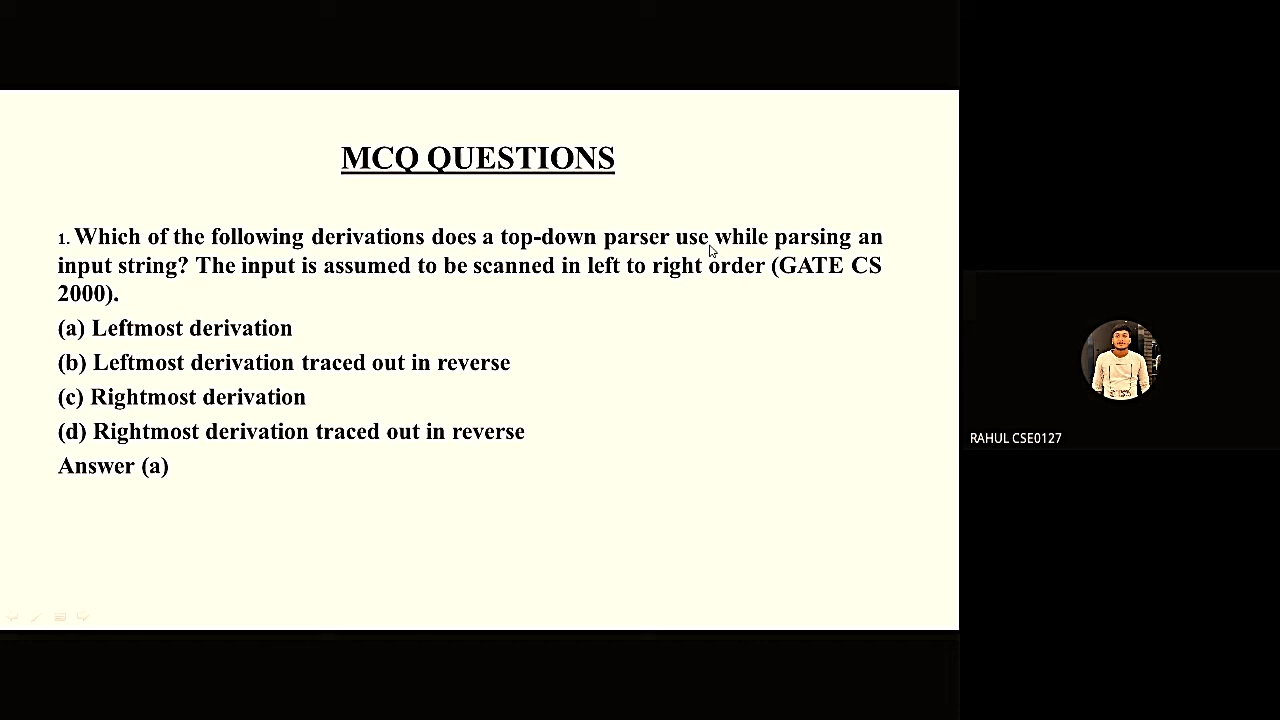 MCQ QUESTIONS
1. Which of the following derivations does a top-down parser use while parsing an
input string? The input is assumed to be scanned in left to right order (GATE CS
2000).
(a) Leftmost derivation
(b) Leftmost derivation traced out in reverse
(c) Rightmost derivation
(d) Rightmost derivation traced out in reverse
Answer (a)
RAHUL CSE0127